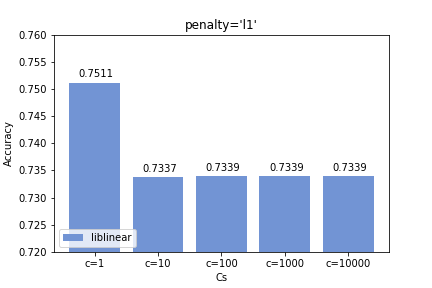 penalty='l1'
0.760
0.755
0.750
0.745
0.740
0.735
0.730
0.725
0.720
Accuracy
0.7511
0.7337
0.7339
0.7339
0.7339
liblinear
c=1
c=10
c=100
c=1000
c=10000
Cs